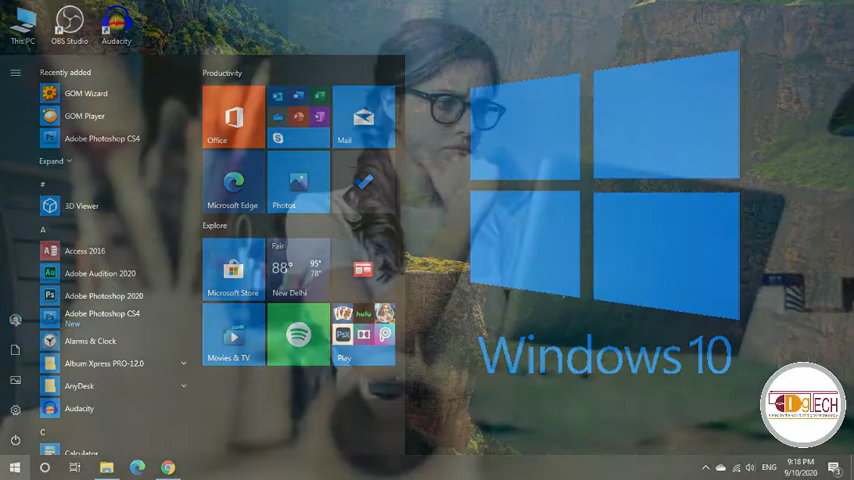 This PC
OBS Studio
Audacity
Recently added
GOM Wizard
GOM Player
Adobe Photoshop CS4
Expand
#
3D Viewer
A
Access 2016
Adobe Audition 2020
Adobe Photoshop 2020
Adobe Photoshop CS4
New
Alarms & Clock
Album Xpress PRO-12.0
AnyDesk
Audacity
C
Calculator
Productivity
Office
Mail
Microsoft Edge
Photos
Explore
Microsoft Store
Fair
88°
95°
78°
New Delhi
Movies & TV
hulu
Play
Windows 10
DgTECH
ENG
9:18 PM
9/10/2020